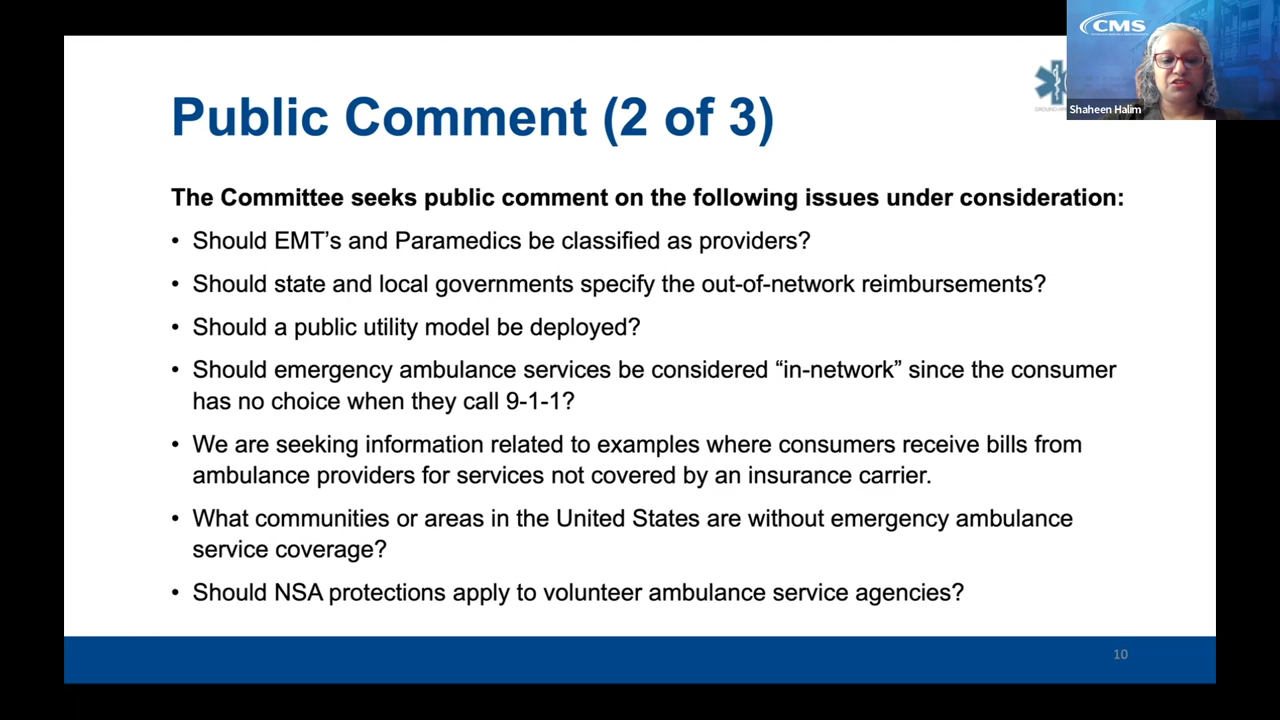 CMS
Shaheen Halim
Public Comment (2 of 3)
The Committee seeks public comment on the following issues under consideration:
• Should EMT's and Paramedics be classified as providers?
• Should state and local governments specify the out-of-network reimbursements?
• Should a public utility model be deployed?
• Should emergency ambulance services be considered “in-network” since the consumer
has no choice when they call 9-1-1?
• We are seeking information related to examples where consumers receive bills from
ambulance providers for services not covered by an insurance carrier.
• What communities or areas in the United States are without emergency ambulance
service coverage?
• Should NSA protections apply to volunteer ambulance service agencies?
10